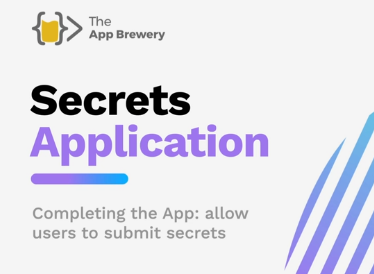 The
App Brewery
Secrets
Application
Completing the App: allow
users to submit secrets